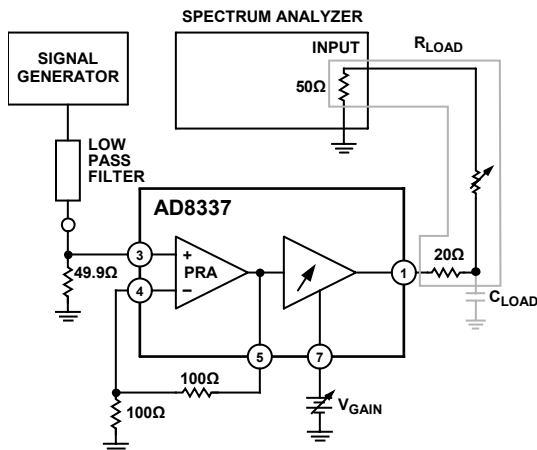 SPECTRUM ANALYZER
INPUT
RLOAD
SIGNAL
GENERATOR
50Ω
LOW
PASS
FILTER
AD8337
3
+
PRA
1
20Ω
49.9Ω
4
−
CLOAD
5
7
100Ω
100Ω
VGAIN